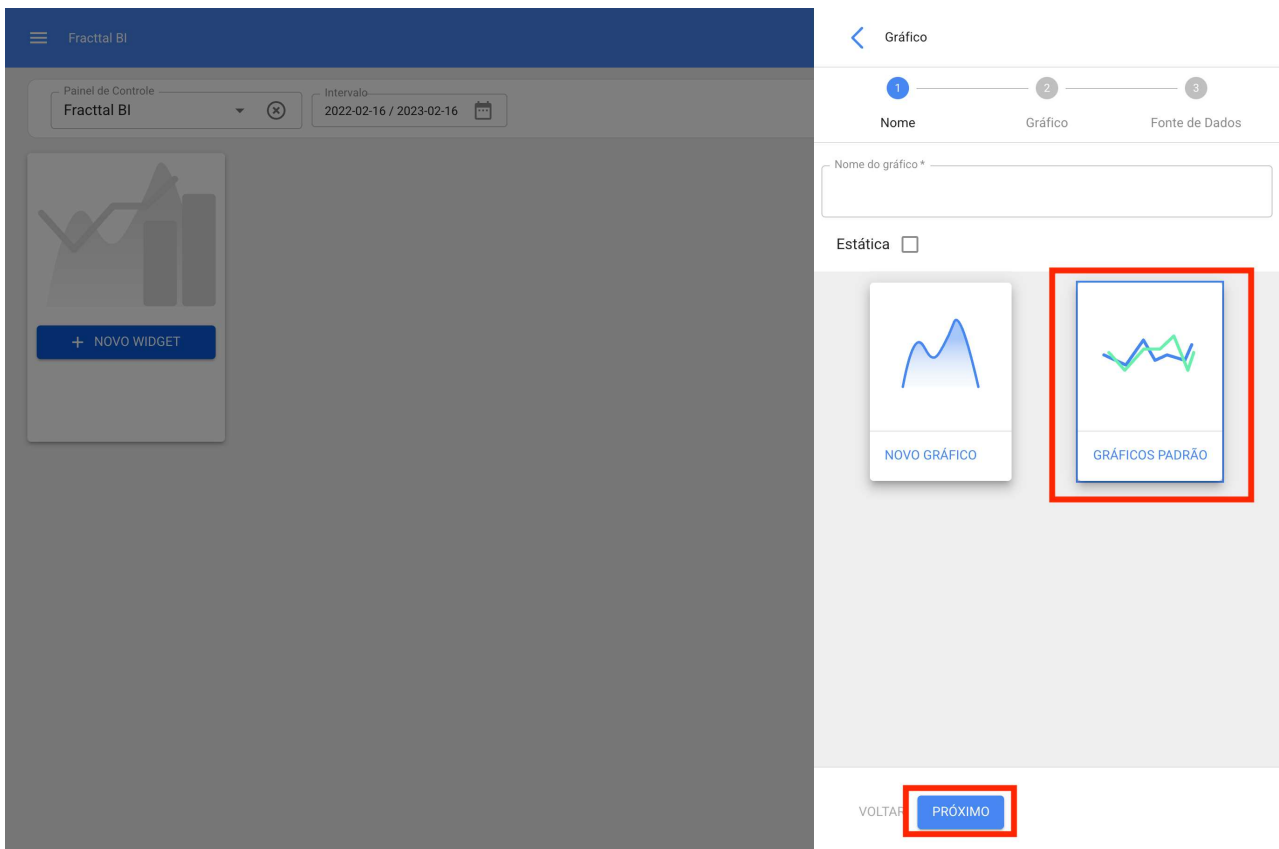 Fracttal BI
Painel de Controle
Fracttal BI
Intervalo
2022-02-16 / 2023-02-16
+ NOVO WIDGET
Gráfico
1 2 3
Nome Gráfico Fonte de Dados
Nome do gráfico *
Estática
NOVO GRÁFICO GRÁFICOS PADRÃO
VOLTAR PRÓXIMO